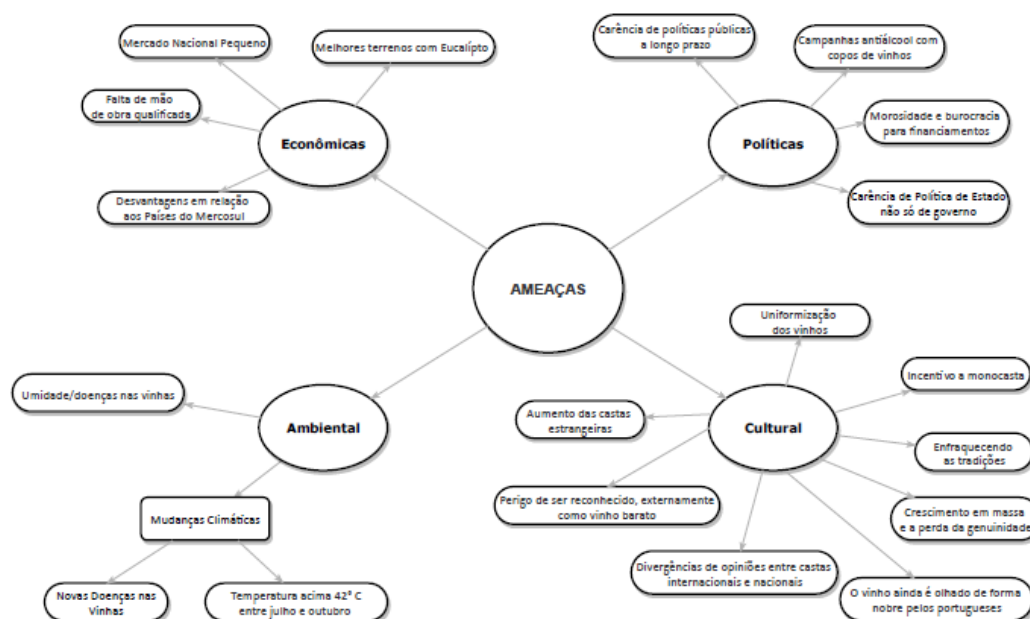 Mercado Nacional Pequeno
Melhores terrenos com Eucalípto
Falta de mão
de obra qualificada
Econômicas
Desvantagens em relação
aos Países do Mercosul
Carência de políticas públicas
a longo prazo
Campanhas antiálcool com
copos de vinhos
Morosidade e burocracia
para financiamentos
Políticas
Carência de Política de Estado
não só de governo
AMEAÇAS
Umidade/doenças nas vinhas
Ambiental
Mudanças Climáticas
Novas Doenças nas
Vinhas
Temperatura acima 42ª C
entre julho e outubro
Uniformização
dos vinhos
Incentivo a monocasta
Aumento das castas
estrangeiras
Cultural
Enfraquecendo
as tradições
Perigo de ser reconhecido, externamente
como vinho barato
Crescimento em massa
e a perda da genuinidade
Divergências de opiniões entre castas
internacionais e nacionais
O vinho ainda é olhado de forma
nobre pelos portugueses